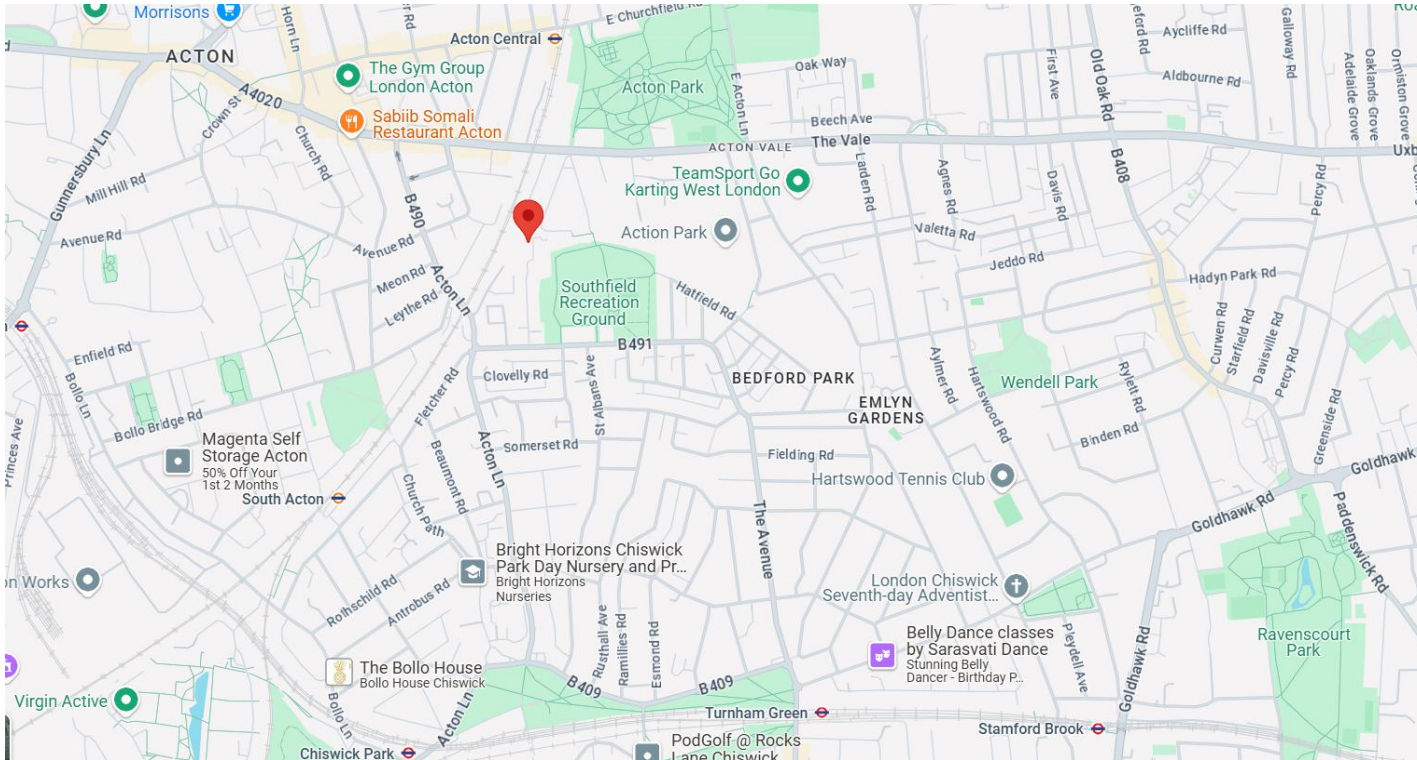 Morrisons
ACTON
Horn Ln
Acton Central
E Churchfield Rd
The Gym Group
London Acton
A4020
Crown St
Sabiib Somali
Restaurant Acton
Church Rd
Gunnersbury Ln
Mill Hill Rd
Avenue Rd
B490
Avenue Rd
Meon Rd
Leythe Rd
Acton Ln
Acton Park
E Acton Ln
Oak Way
Beech Ave
The Vale
ACTON VALE
TeamSport Go
Karting West London
Action Park
Larden Rd
Agnes Rd
First Ave
Old Oak Rd
Aycliffe Rd
Aldbourne Rd
Galloway Rd
Adelaide Grove
Oaklands Grove
Ormiston Grove
B408
Davis Rd
Valetta Rd
Jeddo Rd
Percy Rd
Hadyn Park Rd
Southfield
Recreation
Ground
Hatfield Rd
B491
Enfield Rd
Bollo Ln
Bollo Bridge Rd
Fletcher Rd
Clovelly Rd
St Albans Ave
Somerset Rd
BEDFORD PARK
EMLYN
GARDENS
Aylmer Rd
Hartswood Rd
Wendell Park
Rylett Rd
Binden Rd
Curwen Rd
Starfield Rd
Davisville Rd
Percy Rd
Greenside Rd
Goldhawk
Princes Ave
Magenta Self
Storage Acton
50% Off Your
1st 2 Months
South Acton
Beaumont Rd
Church Path
Acton Ln
Fielding Rd
Hartswood Tennis Club
The Avenue
Goldhawk Rd
Paddenswick Rd
Bright Horizons Chiswick
Park Day Nursery and Pr...
Bright Horizons
Nurseries
London Chiswick
Seventh-day Adventist...
Works
Rothschild Rd
Antrobus Rd
Rusthall Ave
Ramillies Rd
Esmond Rd
Belly Dance classes
by Sarasvati Dance
Stunning Belly
Dancer - Birthday P...
Pleydell Ave
Goldhawk Rd
Ravenscourt
Park
The Bollo House
Bollo House Chiswick
Virgin Active
Bollo Ln
Acton Ln
B409
B409
Turnham Green
Stamford Brook
Chiswick Park
PodGolf @ Rocks
Lane Chiswick